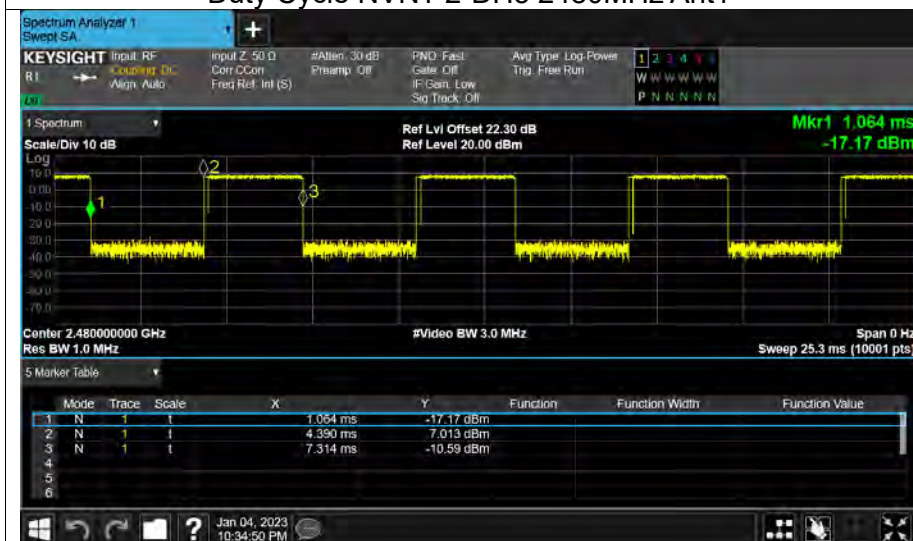 Duty Cycle NVNT 2-DH5 2480MHz Ant1
Spectrum Analyzer 1
Swept SA
KEYSIGHT Input: RF Input Z: 50 Ω #Atten: 30 dB PNO: Fast Avg Type: Log-Power 1 2 3 4 5 6
R L Coupling: DC Corr CCorr Preamp: Off Gate: Off Trig: Free Run W W W W W W
Align: Auto Freq Ref: Int (S) IF Gain: Low
Sig Track: Off P N N N N N
1 Spectrum Ref Lvl Offset 22.30 dB Mkr1 1.064 ms
Scale/Div 10 dB Ref Level 20.00 dBm -17.17 dBm
Log
10.0
0.00
-10.0
-20.0
-30.0
-40.0
-50.0
-60.0
-70.0
1
2
3
Center 2.480000000 GHz #Video BW 3.0 MHz Span 0 Hz
Res BW 1.0 MHz Sweep 25.3 ms (10001 pts)
5 Marker Table
Mode Trace Scale X Y Function Function Width Function Value
1 N 1 t 1.064 ms -17.17 dBm
2 N 1 t 4.390 ms 7.013 dBm
3 N 1 t 7.314 ms -10.59 dBm
4
5
6
? Jan 04, 2023
10:34:50 PM